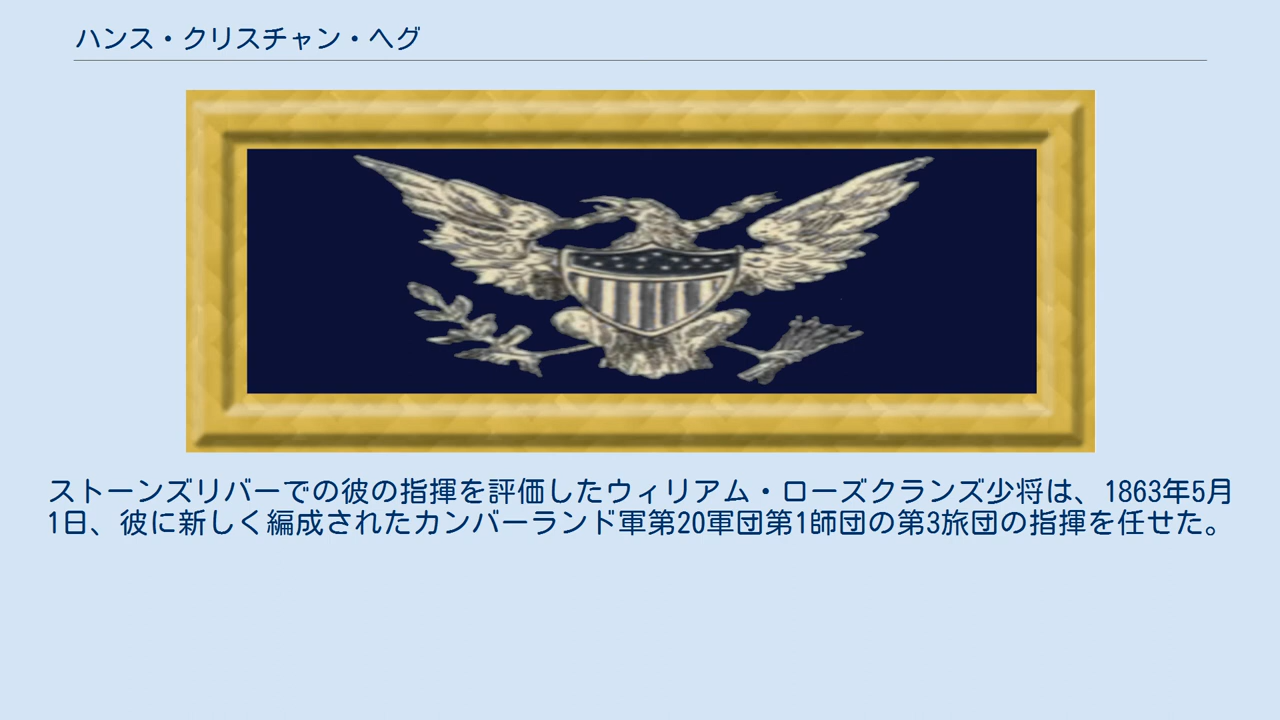 ハンス・クリスチャン・ヘグ
ストーンズリバーでの彼の指揮を評価したウィリアム・ローズクランズ少将は、1863年5月
1日、彼に新しく編成されたカンバーランド軍第20軍団第1師団の第3旅団の指揮を任せた。